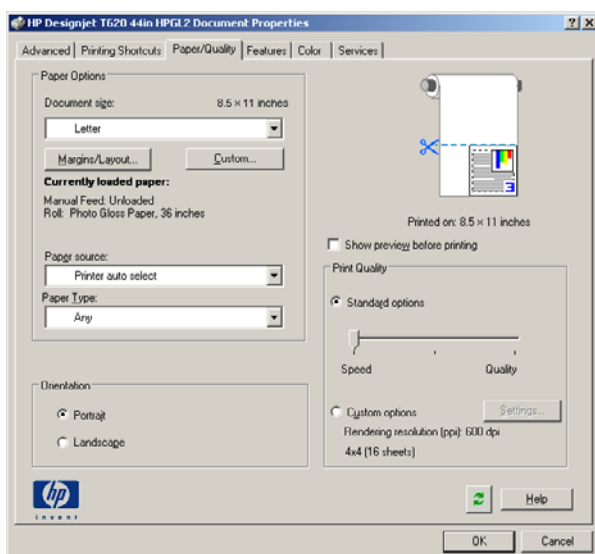 HP Designjet T620 44in HPGL2 Document Properties
Advanced Printing Shortcuts Paper/Quality Features Color Services
Paper Options
Document size: 8.5 × 11 inches
Letter
Margins/Layout... Custom...
Currently loaded paper:
Manual Feed: Unloaded
Roll: Photo Gloss Paper, 36 inches
Paper source:
Printer auto select
Paper Type:
Any
Orientation
Portrait
Landscape
3
Printed on: 8.5 × 11 inches
Show preview before printing
Print Quality
Standard options
Speed Quality
Custom options Settings...
Rendering resolution (ppi): 600 dpi
4x4 (16 sheets)
hp
invent
Help
OK Cancel